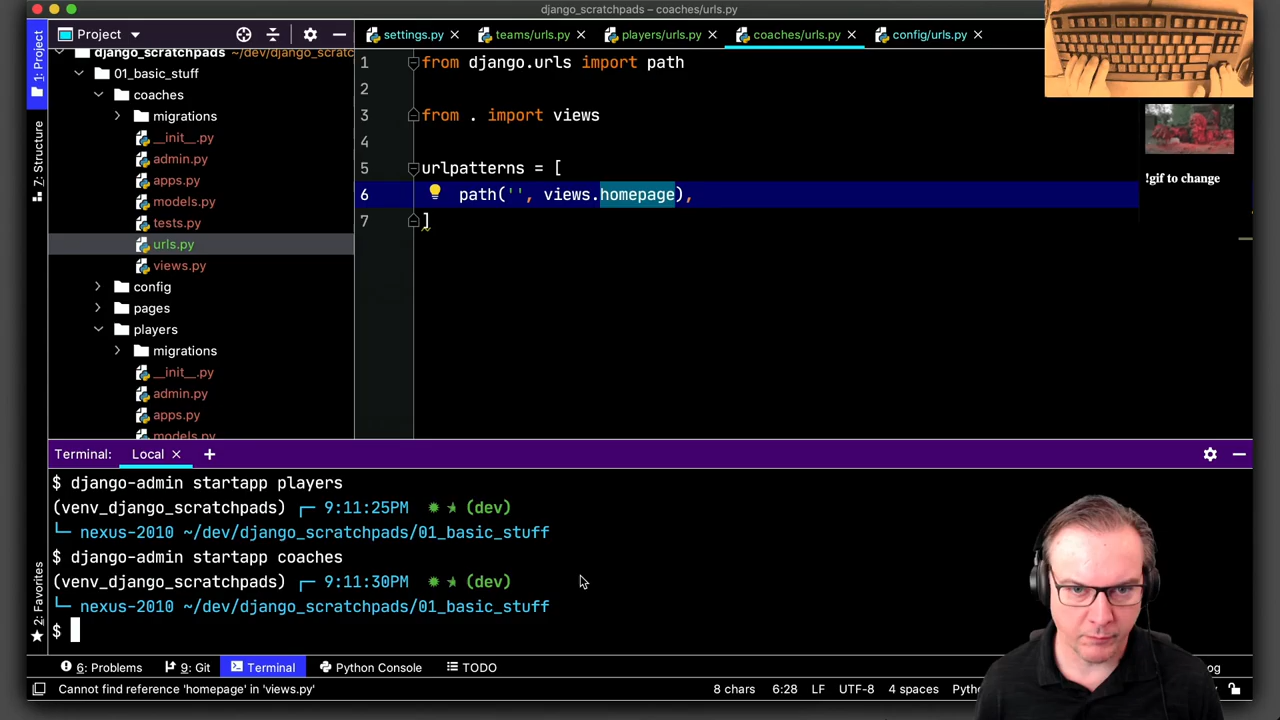 django_scratchpads – coaches/urls.py
1: Project
Project
settings.py
teams/urls.py
players/urls.py
coaches/urls.py
config/urls.py
django_scratchpads ~/dev/django_scratc
01_basic_stuff
coaches
migrations
__init__.py
admin.py
apps.py
models.py
tests.py
urls.py
views.py
config
pages
players
migrations
__init__.py
admin.py
apps.py
models.py
7: Structure
2: Favorites
1 from django.urls import path
2
3 from . import views
4
5 urlpatterns = [
6 path('', views.homepage),
7 ]
!gif to change
Terminal: Local +
$ django-admin startapp players
(venv_django_scratchpads) ┌─ 9:11:25PM ✹ ★ (dev)
└─ nexus-2010 ~/dev/django_scratchpads/01_basic_stuff
$ django-admin startapp coaches
(venv_django_scratchpads) ┌─ 9:11:30PM ✹ ★ (dev)
└─ nexus-2010 ~/dev/django_scratchpads/01_basic_stuff
$
6: Problems
9: Git
Terminal
Python Console
TODO
og
Cannot find reference 'homepage' in 'views.py'
8 chars 6:28 LF UTF-8 4 spaces Pytho